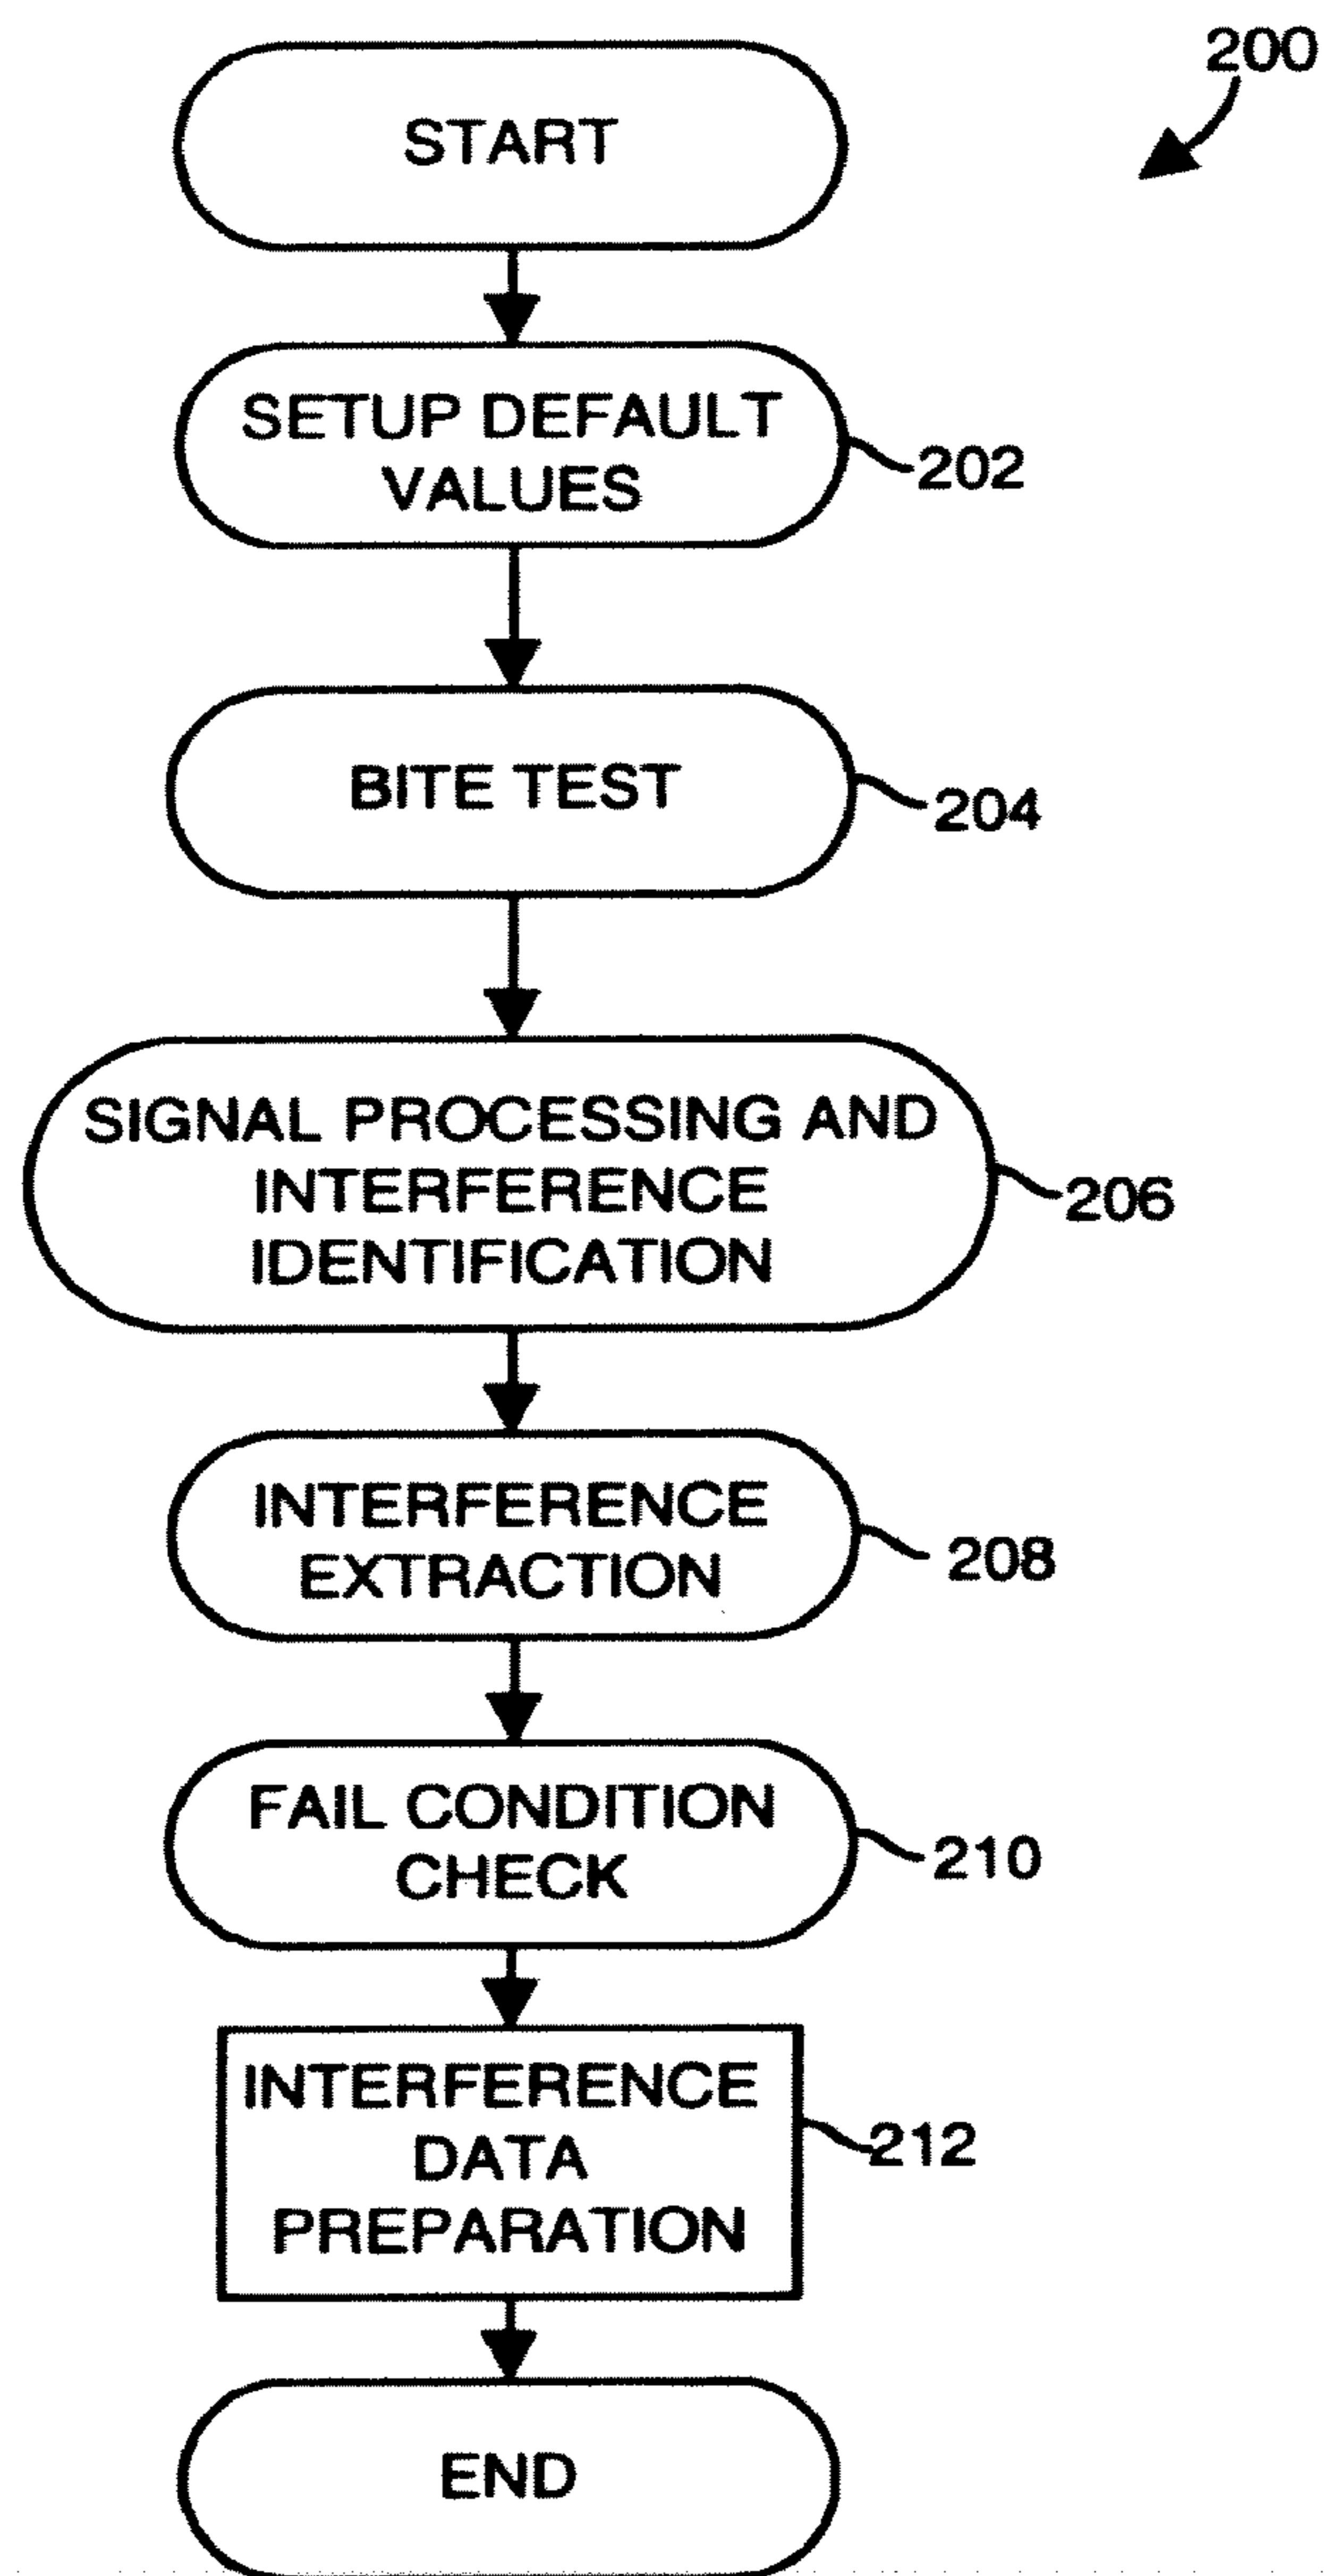 200
START
SETUP DEFAULT
VALUES
202
BITE TEST
204
SIGNAL PROCESSING AND
INTERFERENCE
IDENTIFICATION
206
INTERFERENCE
EXTRACTION
208
FAIL CONDITION
CHECK
210
INTERFERENCE
DATA
PREPARATION
212
END